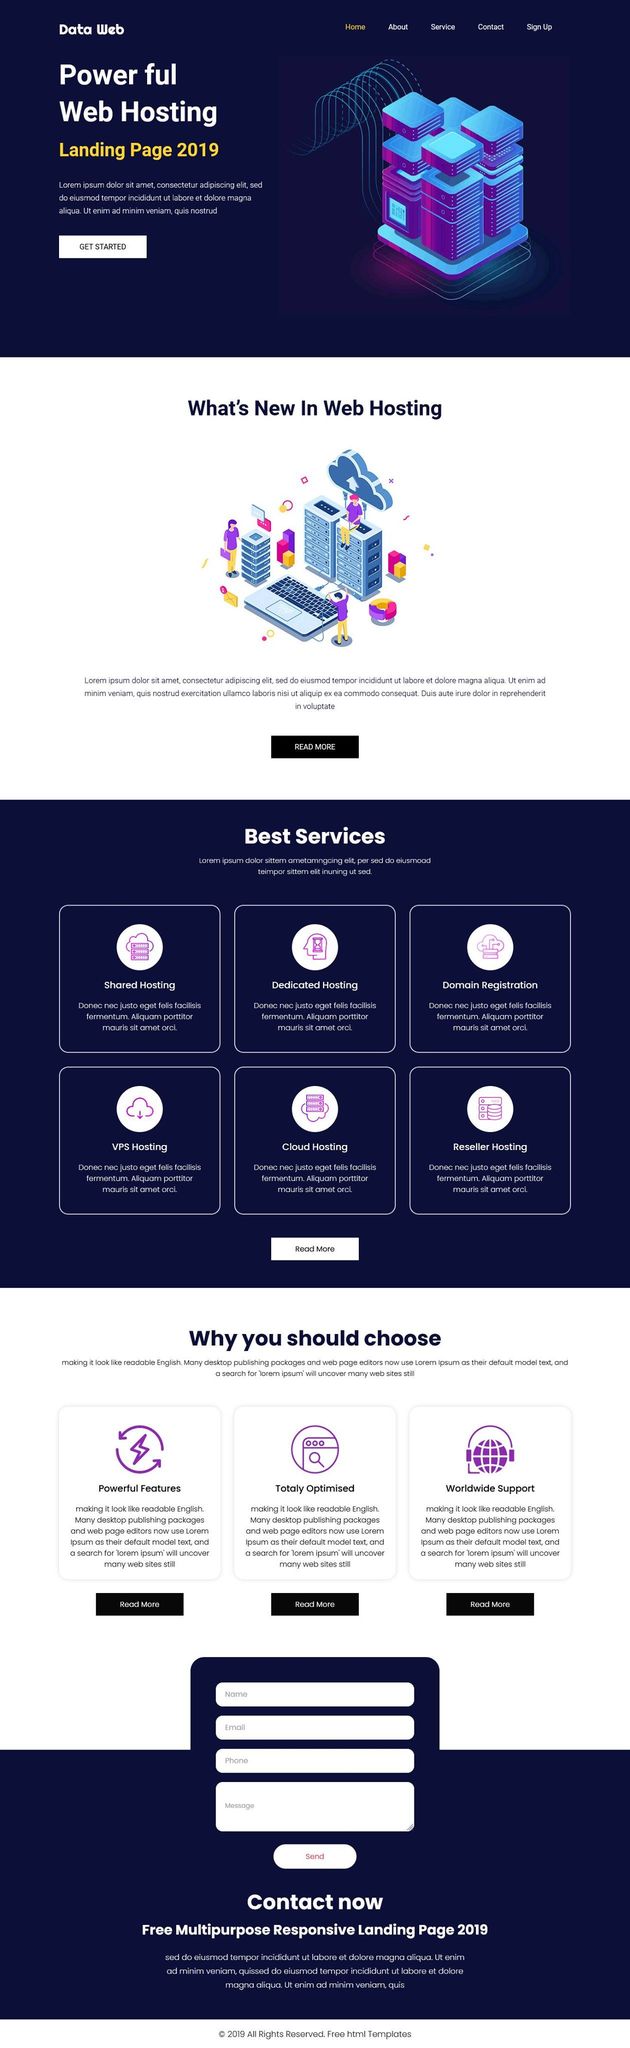 Data Web
Home About Service Contact Sign Up
Power ful
Web Hosting
Landing Page 2019
Lorem ipsum dolor sit amet, consectetur adipiscing elit, sed
do eiusmod tempor incididunt ut labore et dolore magna
aliqua. Ut enim ad minim veniam, quis nostrud
GET STARTED
What's New In Web Hosting
Lorem ipsum dolor sit amet, consectetur adipiscing elit, sed do eiusmod tempor incididunt ut labore et dolore magna aliqua. Ut enim ad
minim veniam, quis nostrud exercitation ullamco laboris nisi ut aliquip ex ea commodo consequat. Duis aute irure dolor in reprehenderit
in voluptate
READ MORE
Best Services
Lorem ipsum dolor sittem ametamngcing elit, per sed do eiusmoad
teimpor sittem elit inuning ut sed.
Shared Hosting
Donec nec justo eget felis facilisis
fermentum. Aliquam porttitor
mauris sit amet orci.
Dedicated Hosting
Donec nec justo eget felis facilisis
fermentum. Aliquam porttitor
mauris sit amet orci.
Domain Registration
Donec nec justo eget felis facilisis
fermentum. Aliquam porttitor
mauris sit amet orci.
VPS Hosting
Donec nec justo eget felis facilisis
fermentum. Aliquam porttitor
mauris sit amet orci.
Cloud Hosting
Donec nec justo eget felis facilisis
fermentum. Aliquam porttitor
mauris sit amet orci.
Reseller Hosting
Donec nec justo eget felis facilisis
fermentum. Aliquam porttitor
mauris sit amet orci.
Read More
Why you should choose
making it look like readable English. Many desktop publishing packages and web page editors now use Lorem Ipsum as their default model text, and
a search for 'lorem ipsum' will uncover many web sites still
Powerful Features
making it look like readable English.
Many desktop publishing packages
and web page editors now use Lorem
Ipsum as their default model text, and
a search for 'lorem ipsum' will uncover
many web sites still
Totaly Optimised
making it look like readable English.
Many desktop publishing packages
and web page editors now use Lorem
Ipsum as their default model text, and
a search for 'lorem ipsum' will uncover
many web sites still
Worldwide Support
making it look like readable English.
Many desktop publishing packages
and web page editors now use Lorem
Ipsum as their default model text, and
a search for 'lorem ipsum' will uncover
many web sites still
Read More
Read More
Read More
Name
Email
Phone
Message
Send
Contact now
Free Multipurpose Responsive Landing Page 2019
sed do eiusmod tempor incididunt ut labore et dolore magna aliqua. Ut enim
ad minim veniam, quissed do eiusmod tempor incididunt ut labore et dolore
magna aliqua. Ut enim ad minim veniam, quis
© 2019 All Rights Reserved. Free html Templates